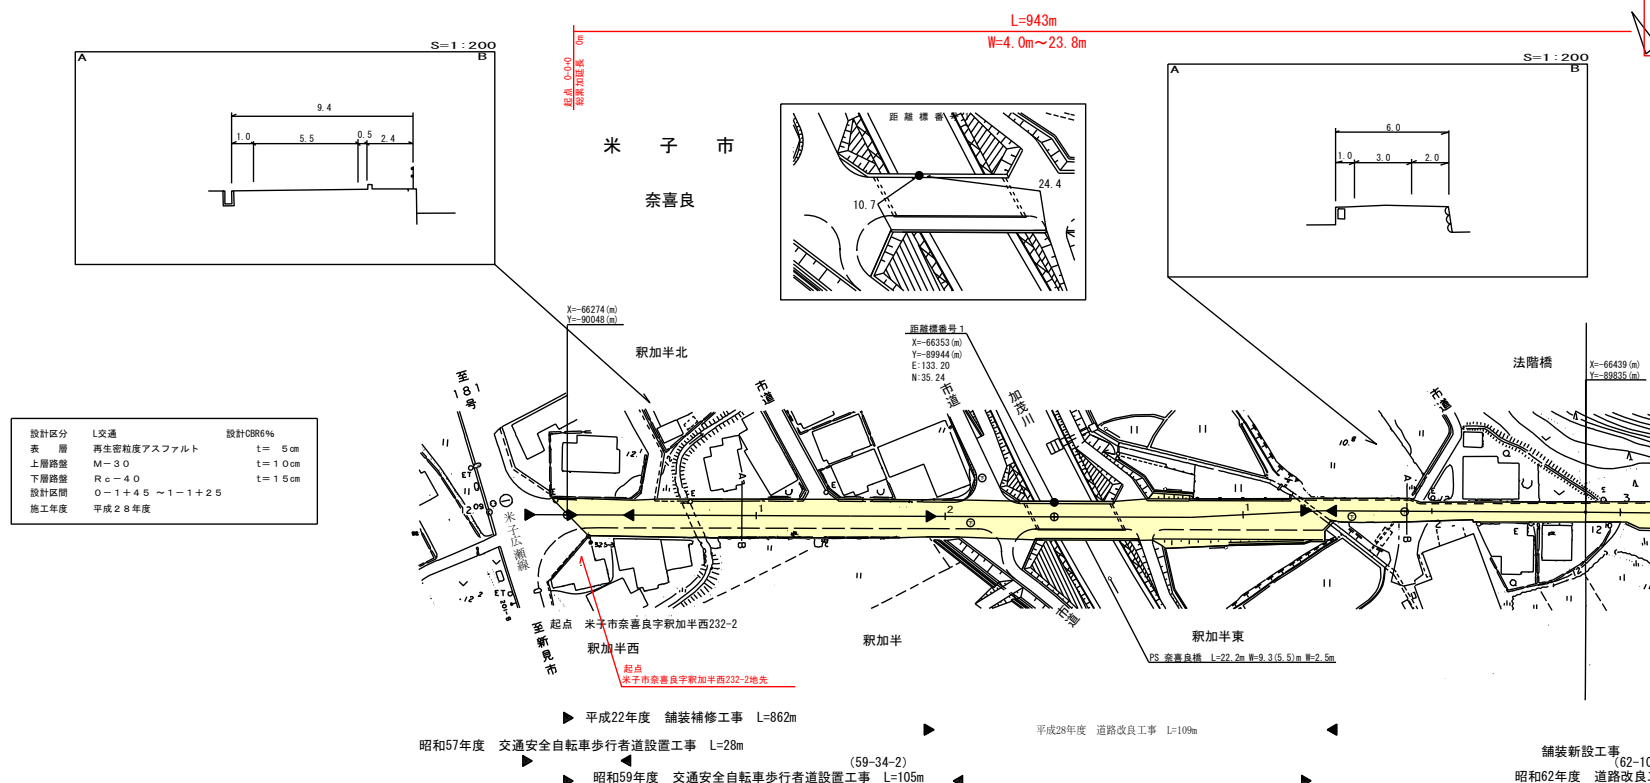 L=943m
W=4.0m～23.8m
起点 0-0+0
総累加延長 0m
S=1:200
A
B
9.4
1.0 5.5 0.5 2.4
米子市
奈喜良
距離標番号
10.7
24.4
S=1:200
A
B
6.0
1.0 3.0 2.0
X=-66274(m)
Y=-90048(m)
釈加半北
距離標番号1
X=-66353(m)
Y=-89944(m)
E:133.20
N:35.24
法階橋
X=-66439(m)
Y=-89835(m)
至181号
市道
市道
加茂川
市道
設計区分 L交通 設計CBR6%
表層 再生密粒度アスファルト t= 5cm
上層路盤 M-30 t=10cm
下層路盤 Rc-40 t=15cm
設計区間 0-1+45 ～1-1+25
施工年度 平成28年度
米子広瀬線
至新見市
市道
起点 米子市奈喜良字釈加半西232-2
釈加半西
釈加半
釈加半東
PS 奈喜良橋 L=22.2m W=9.3(5.5)m W=2.5m
起点
米子市奈喜良字釈加半西232-2地先
平成22年度 舗装補修工事 L=862m
平成28年度 道路改良工事 L=109m
昭和57年度 交通安全自転車歩行者道設置工事 L=28m
(59-34-2)
昭和59年度 交通安全自転車歩行者道設置工事 L=105m
舗装新設工事
昭和62年度 道路改良